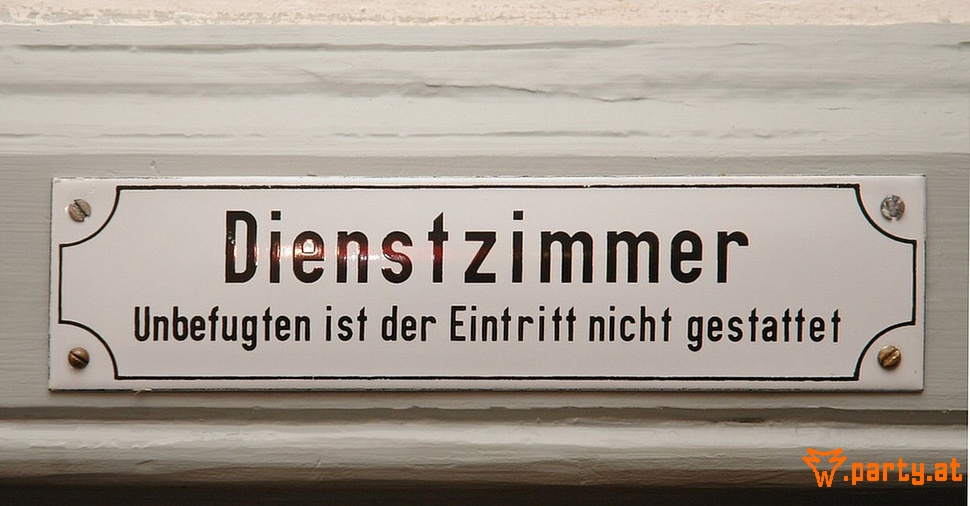 Dienstzimmer
Unbefugten ist der Eintritt nicht gestattet
W.party.at